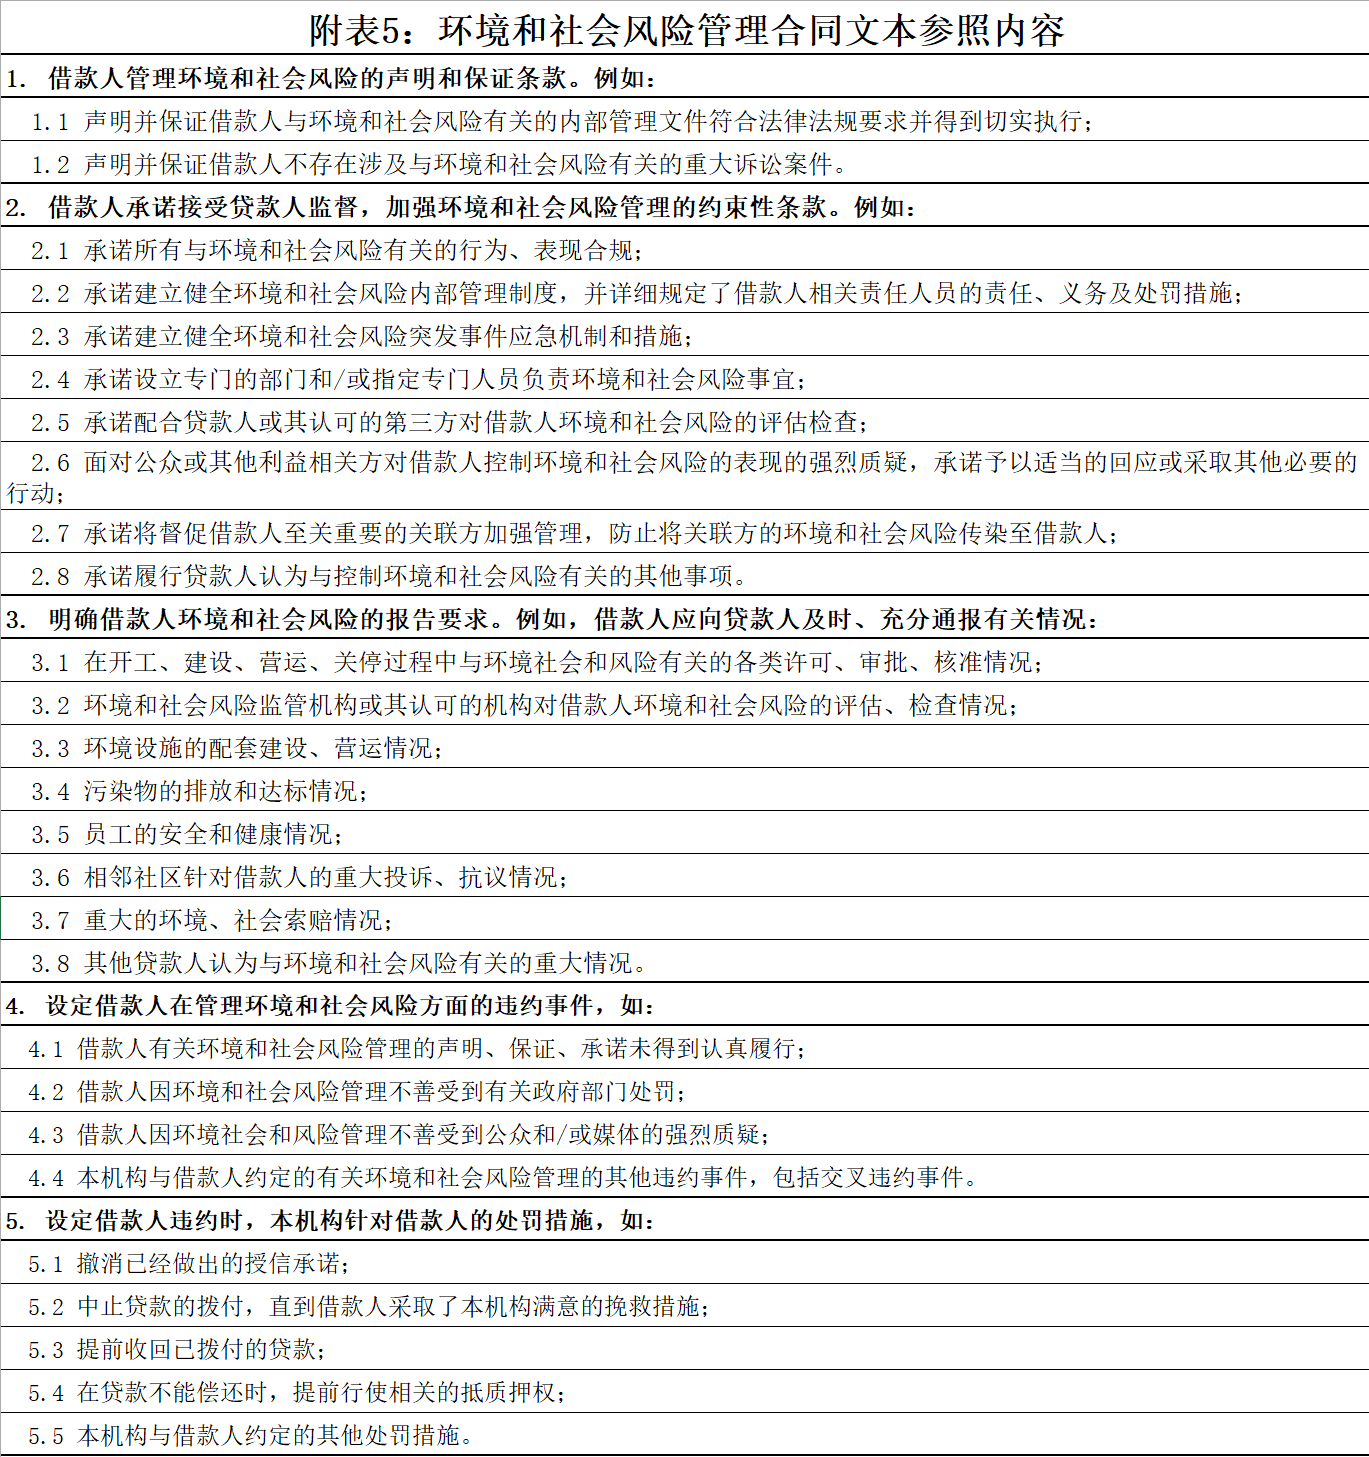 附表5：环境和社会风险管理合同文本参照内容
1. 借款人管理环境和社会风险的声明和保证条款。例如：
1.1 声明并保证借款人与环境和社会风险有关的内部管理文件符合法律法规要求并得到切实执行；
1.2 声明并保证借款人不存在涉及与环境和社会风险有关的重大诉讼案件。
2. 借款人承诺接受贷款人监督，加强环境和社会风险管理的约束性条款。例如：
2.1 承诺所有与环境和社会风险有关的行为、表现合规；
2.2 承诺建立健全环境和社会风险内部管理制度，并详细规定了借款人相关责任人员的责任、义务及处罚措施；
2.3 承诺建立健全环境和社会风险突发事件应急机制和措施；
2.4 承诺设立专门的部门和/或指定专门人员负责环境和社会风险事宜；
2.5 承诺配合贷款人或其认可的第三方对借款人环境和社会风险的评估检查；
2.6 面对公众或其他利益相关方对借款人控制环境和社会风险的表现的强烈质疑，承诺予以适当的回应或采取其他必要的
行动；
2.7 承诺将督促借款人至关重要的关联方加强管理，防止将关联方的环境和社会风险传染至借款人；
2.8 承诺履行贷款人认为与控制环境和社会风险有关的其他事项。
3. 明确借款人环境和社会风险的报告要求。例如，借款人应向贷款人及时、充分通报有关情况：
3.1 在开工、建设、营运、关停过程中与环境社会和风险有关的各类许可、审批、核准情况；
3.2 环境和社会风险监管机构或其认可的机构对借款人环境和社会风险的评估、检查情况；
3.3 环境设施的配套建设、营运情况；
3.4 污染物的排放和达标情况；
3.5 员工的安全和健康情况；
3.6 相邻社区针对借款人的重大投诉、抗议情况；
3.7 重大的环境、社会索赔情况；
3.8 其他贷款人认为与环境和社会风险有关的重大情况。
4. 设定借款人在管理环境和社会风险方面的违约事件，如：
4.1 借款人有关环境和社会风险管理的声明、保证、承诺未得到认真履行；
4.2 借款人因环境和社会风险管理不善受到有关政府部门处罚；
4.3 借款人因环境社会和风险管理不善受到公众和/或媒体的强烈质疑；
4.4 本机构与借款人约定的有关环境和社会风险管理的其他违约事件，包括交叉违约事件。
5. 设定借款人违约时，本机构针对借款人的处罚措施，如：
5.1 撤消已经做出的授信承诺；
5.2 中止贷款的拨付，直到借款人采取了本机构满意的挽救措施；
5.3 提前收回已拨付的贷款；
5.4 在贷款不能偿还时，提前行使相关的抵质押权；
5.5 本机构与借款人约定的其他处罚措施。